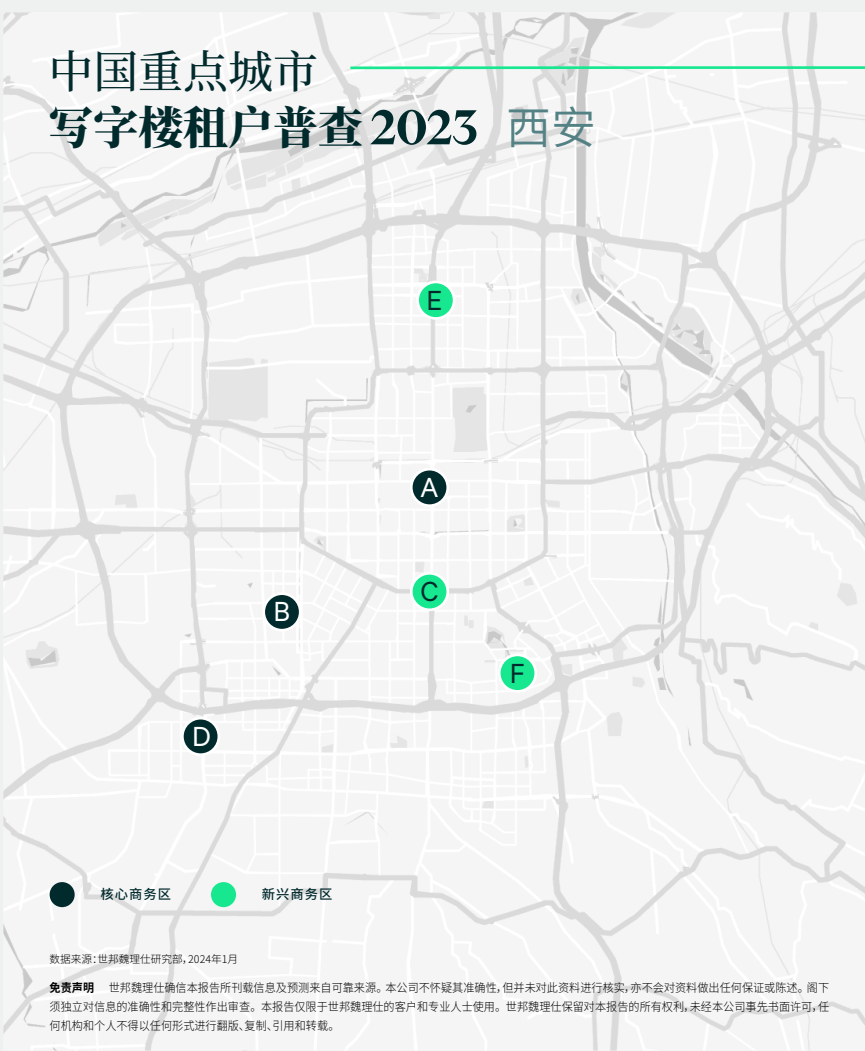 中国重点城市
写字楼租户普查 2023 西安
E
A
C
B
F
D
核心商务区 新兴商务区
数据来源：世邦魏理仕研究部，2024年1月
免责声明 世邦魏理仕确信本报告所刊载信息及预测来自可靠来源。本公司不怀疑其准确性，但并未对此资料进行核实，亦不会对资料做出任何保证或陈述。阁下
须独立对信息的准确性和完整性作出审查。本报告仅限于世邦魏理仕的客户和专业人士使用。世邦魏理仕保留对本报告的所有权利，未经本公司事先书面许可，任
何机构和个人不得以任何形式进行翻版、复制、引用和转载。